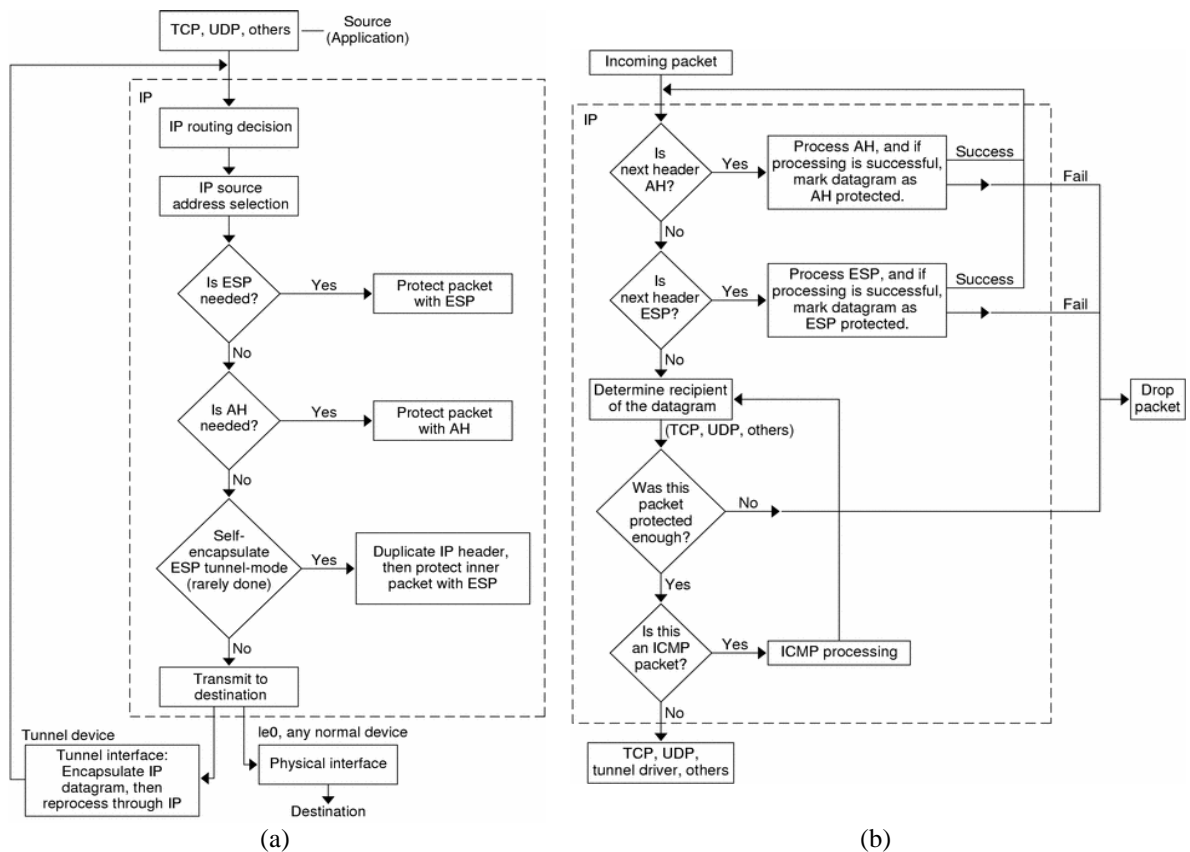 TCP, UDP, others
Source
(Application)
IP
IP routing decision
IP source
address selection
Is ESP
needed?
Yes
Protect packet
with ESP
No
Is AH
needed?
Yes
Protect packet
with AH
No
Self-
encapsulate
ESP tunnel-mode
(rarely done)
Yes
Duplicate IP header,
then protect inner
packet with ESP
No
Transmit to
destination
Tunnel device
Tunnel interface:
Encapsulate IP
datagram, then
reprocess through IP
le0, any normal device
Physical interface
Destination
(a)
Incoming packet
IP
Is
next header
AH?
Yes
Process AH, and if
processing is successful,
mark datagram as
AH protected.
Success
Fail
No
Is
next header
ESP?
Yes
Process ESP, and if
processing is successful,
mark datagram as
ESP protected.
Success
Fail
No
Determine recipient
of the datagram
(TCP, UDP, others)
Drop
packet
Was this
packet
protected
enough?
No
Yes
Is this
an ICMP
packet?
Yes
ICMP processing
No
TCP, UDP,
tunnel driver, others
(b)